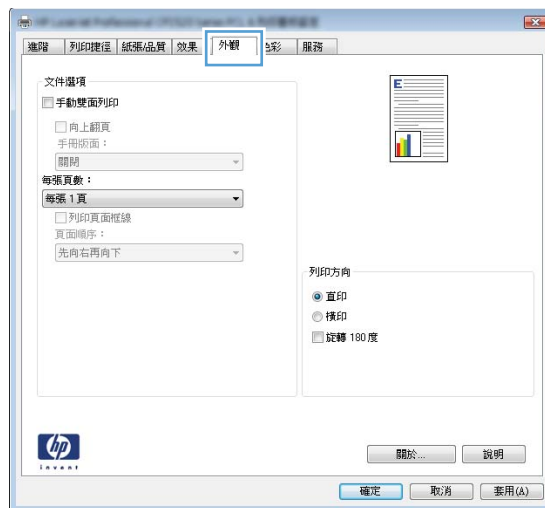 進階 列印捷徑 紙張/品質 效果 外觀 色彩 服務
文件選項
手動雙面列印
向上翻頁
手冊版面：
關閉
每張頁數：
每張 1 頁
列印頁面框線
頁面順序：
先向右再向下
E
列印方向
直印
橫印
旋轉 180 度
hp
invent
關於... 說明
確定 取消 套用(A)